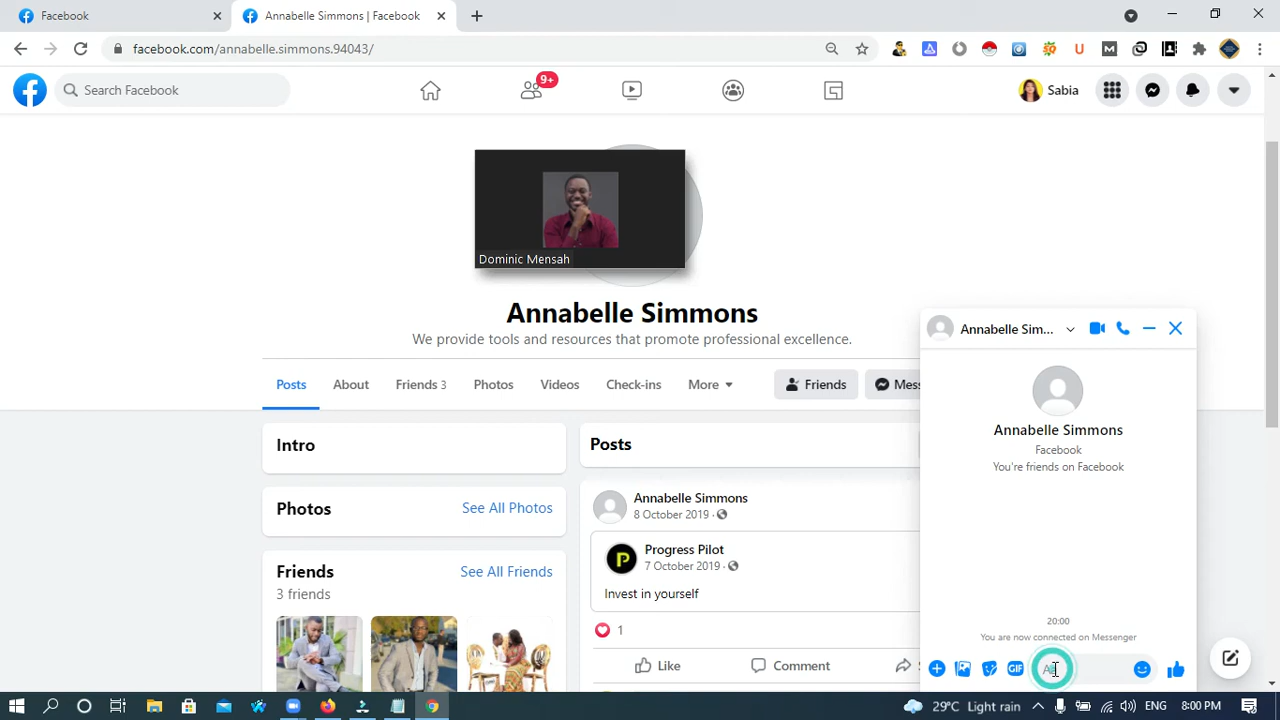 Facebook
Annabelle Simmons | Facebook
facebook.com/annabelle.simmons.94043/
Search Facebook
9+
Sabia
Dominic Mensah
Annabelle Simmons
We provide tools and resources that promote professional excellence.
Posts
About
Friends 3
Photos
Videos
Check-ins
More
Friends
Mess
Intro
Photos
See All Photos
Friends
See All Friends
3 friends
Posts
Annabelle Simmons
8 October 2019 ·
Progress Pilot
7 October 2019 ·
Invest in yourself
1
Like
Comment
Annabelle Sim...
Annabelle Simmons
Facebook
You're friends on Facebook
20:00
You are now connected on Messenger
GIF
29°C Light rain
8:00 PM